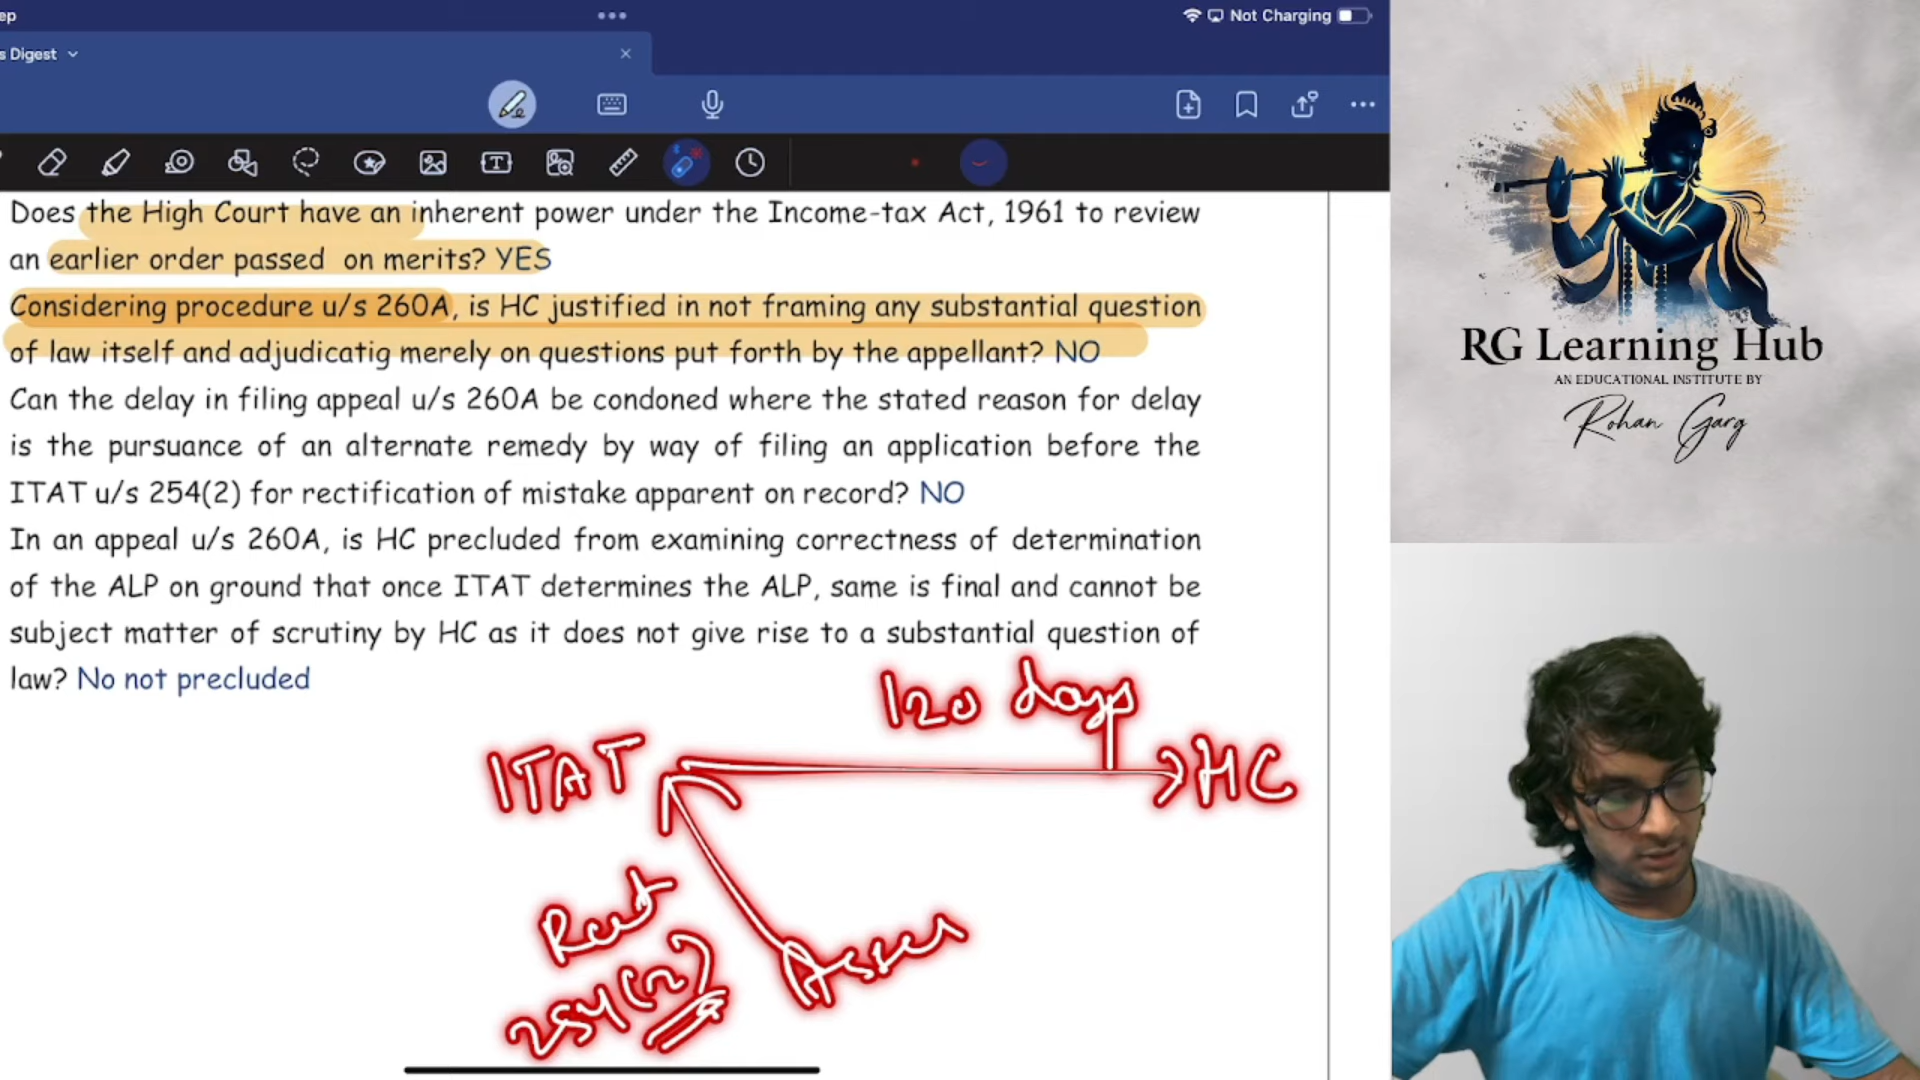 ep
Not Charging
s Digest
Does the High Court have an inherent power under the Income-tax Act, 1961 to review
an earlier order passed on merits? YES
Considering procedure u/s 260A, is HC justified in not framing any substantial question
of law itself and adjudicatig merely on questions put forth by the appellant? NO
Can the delay in filing appeal u/s 260A be condoned where the stated reason for delay
is the pursuance of an alternate remedy by way of filing an application before the
ITAT u/s 254(2) for rectification of mistake apparent on record? NO
In an appeal u/s 260A, is HC precluded from examining correctness of determination
of the ALP on ground that once ITAT determines the ALP, same is final and cannot be
subject matter of scrutiny by HC as it does not give rise to a substantial question of
law? No not precluded
120 days
ITAT
HC
Rect
254(2)
RG Learning Hub
AN EDUCATIONAL INSTITUTE BY
Rohan Garg